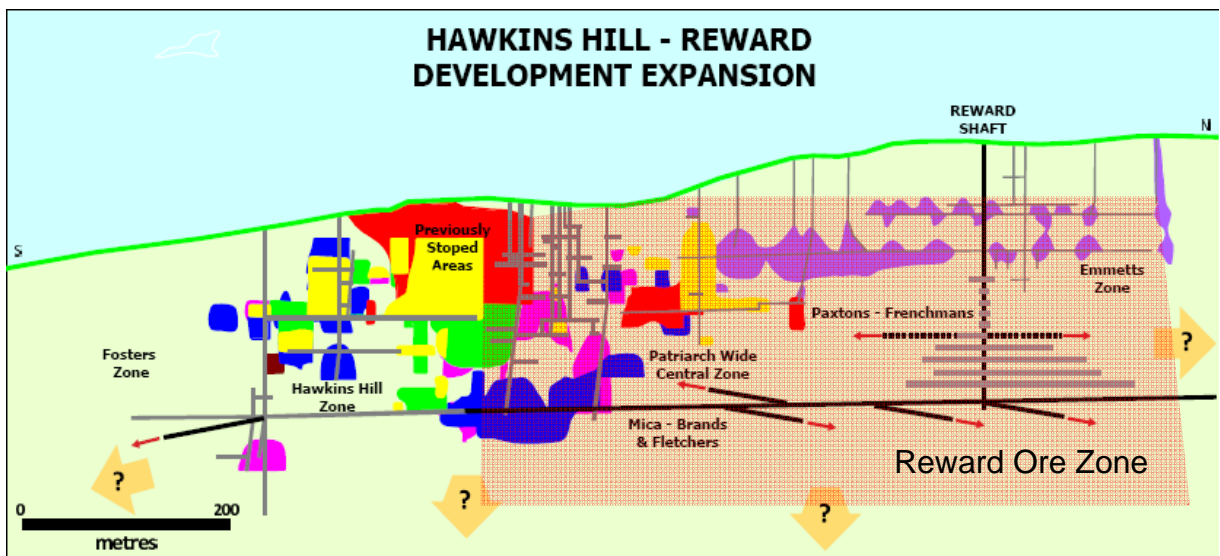 HAWKINS HILL - REWARD
DEVELOPMENT EXPANSION
REWARD
SHAFT
N
S
Previously
Stoped
Areas
Emmetts
Zone
Paxtons - Frenchmans
?
Fosters
Zone
Patriarch Wide
Central Zone
Hawkins Hill
Zone
Mica - Brands
& Fletchers
Reward Ore Zone
?
?
?
0
200
metres